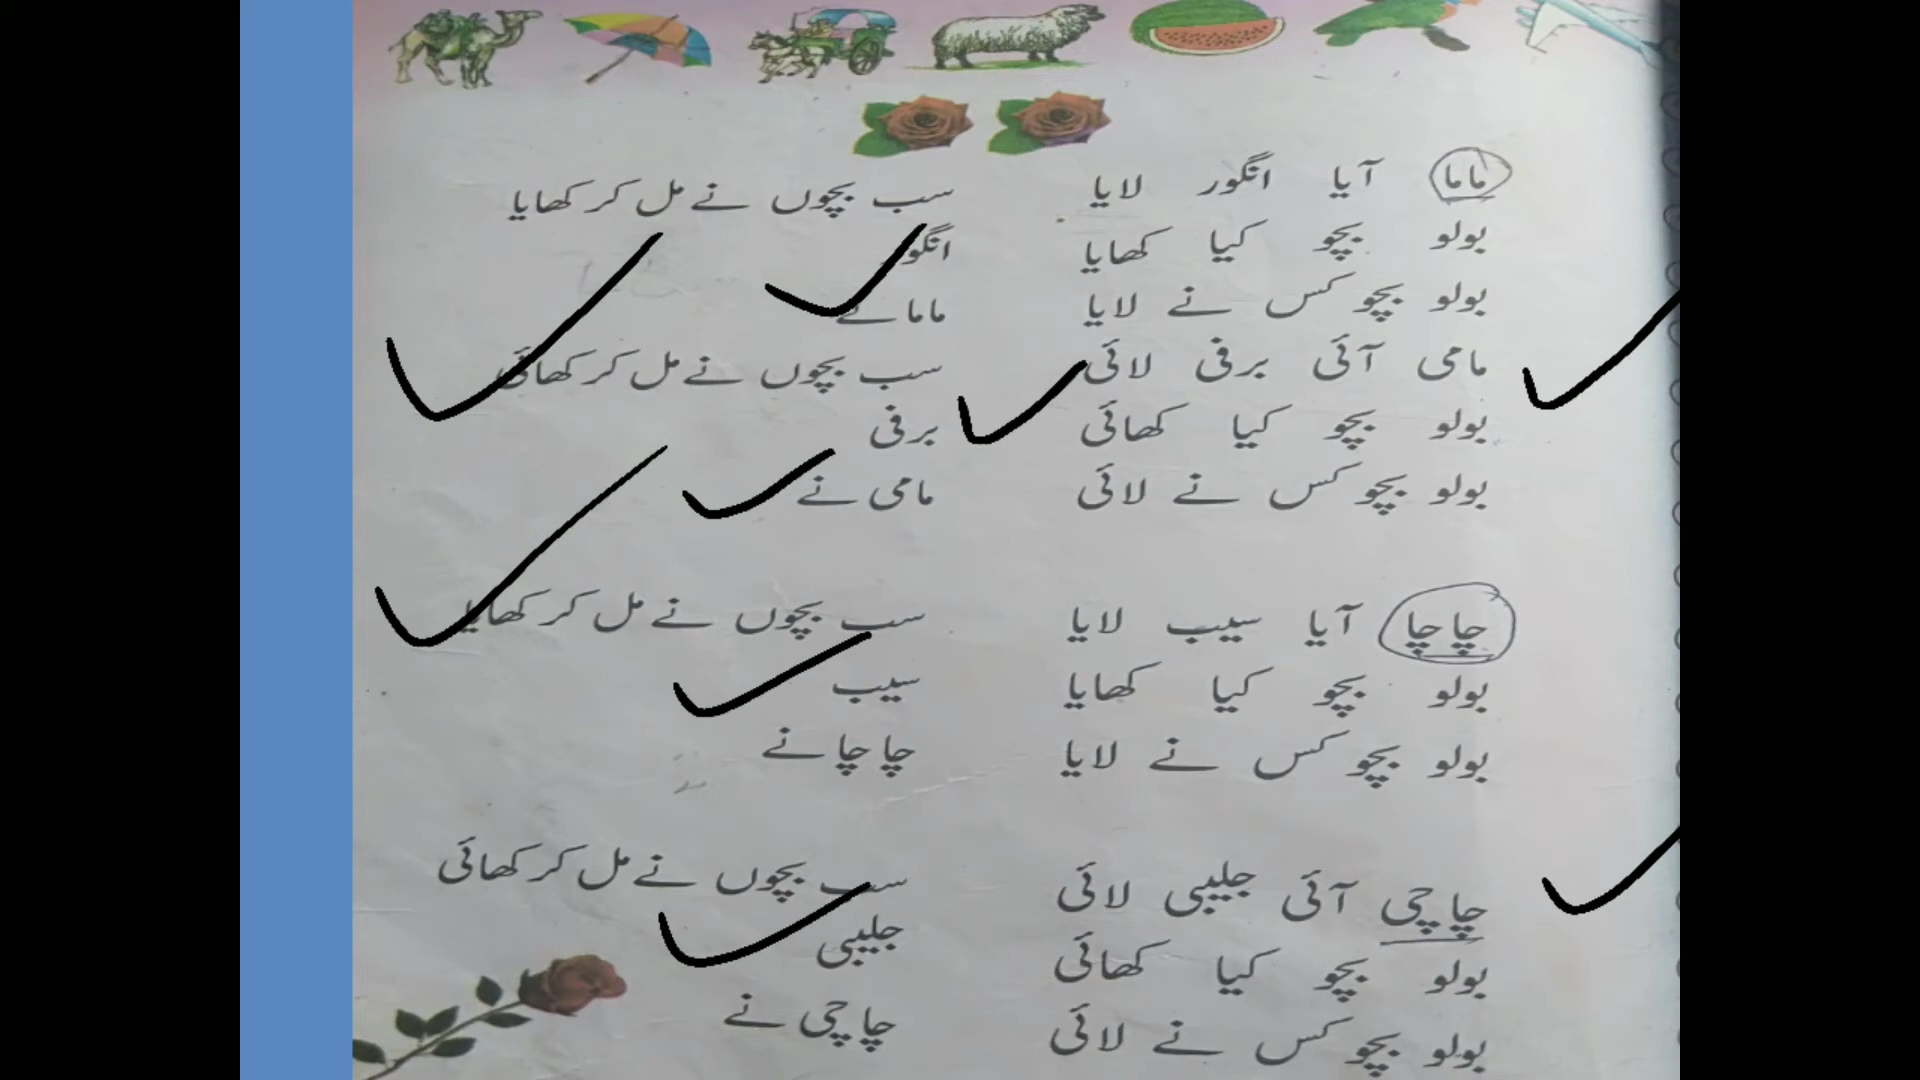 ماما آیا انگور لایا سب بچوں نے مل کر کھایا
بولو بچو کیا کھایا انگور
بولو بچو کس نے لایا ماما نے
مامی آئی برفی لائی سب بچوں نے مل کر کھائی
بولو بچو کیا کھائی برفی
بولو بچو کس نے لائی مامی نے
چاچا آیا سیب لایا سب بچوں نے مل کر کھایا
بولو بچو کیا کھایا سیب
بولو بچو کس نے لایا چاچا نے
چاچی آئی جلیبی لائی سب بچوں نے مل کر کھائی
بولو بچو کیا کھائی جلیبی
بولو بچو کس نے لائی چاچی نے